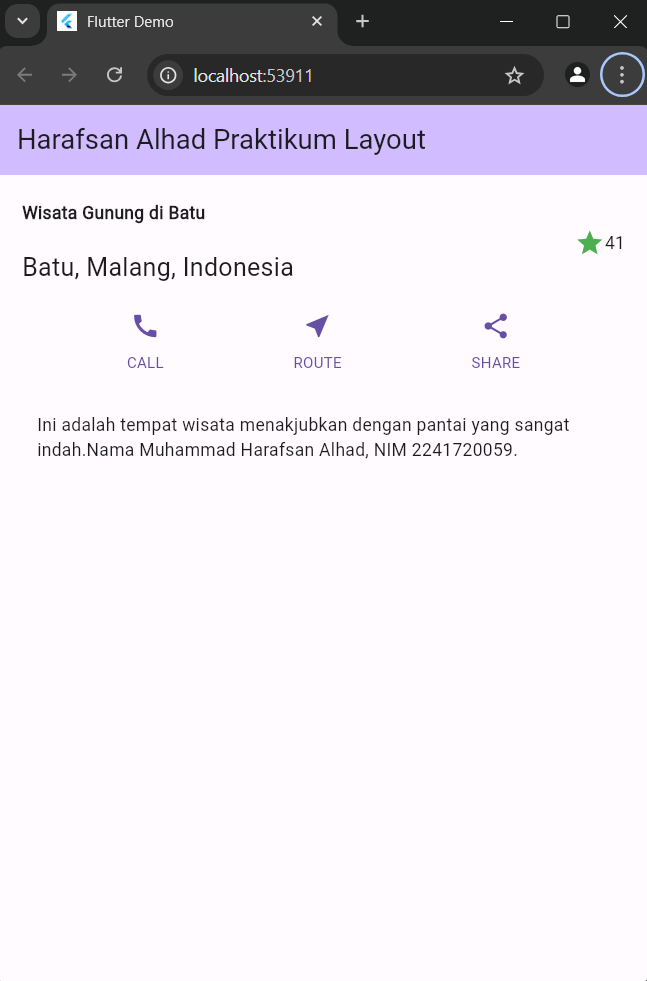 Flutter Demo
localhost:53911
Harafsan Alhad Praktikum Layout
Wisata Gunung di Batu
41
Batu, Malang, Indonesia
CALL
ROUTE
SHARE
Ini adalah tempat wisata menakjubkan dengan pantai yang sangat
indah.Nama Muhammad Harafsan Alhad, NIM 2241720059.